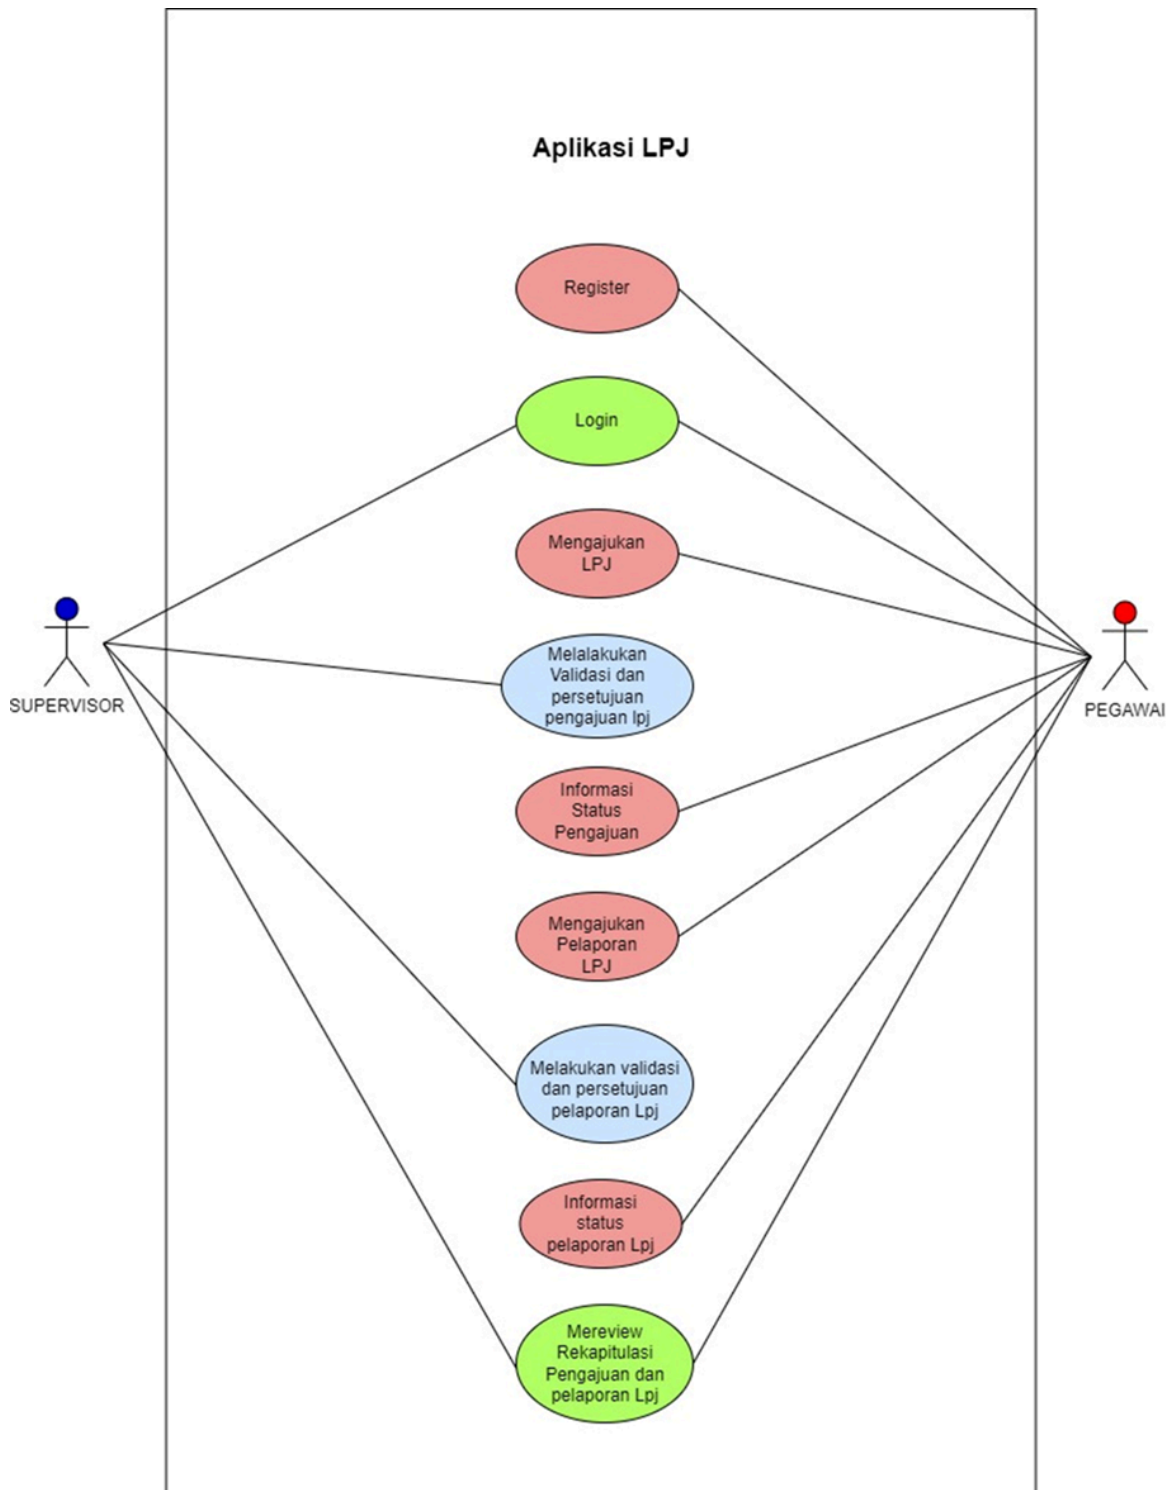 Aplikasi LPJ
Register
Login
Mengajukan
LPJ
SUPERVISOR
Melalakukan
Validasi dan
persetujuan
pengajuan lpj
PEGAWAI
Informasi
Status
Pengajuan
Mengajukan
Pelaporan
LPJ
Melakukan validasi
dan persetujuan
pelaporan Lpj
Informasi
status
pelaporan Lpj
Mereview
Rekapitulasi
Pengajuan dan
pelaporan Lpj